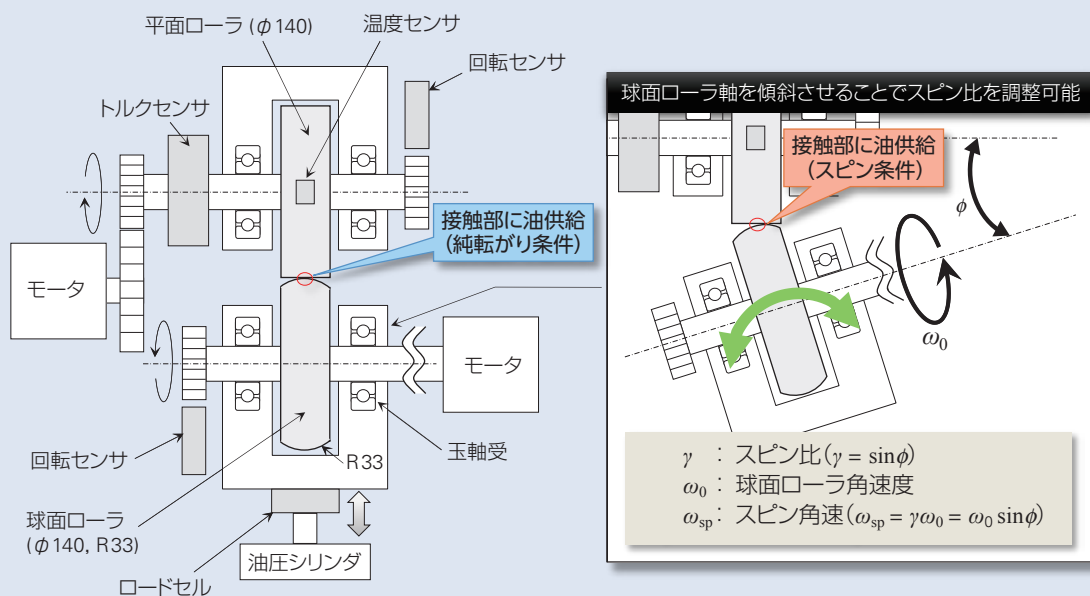 平面ローラ(φ140)
温度センサ
回転センサ
トルクセンサ
接触部に油供給
(純転がり条件)
モータ
モータ
回転センサ
R33
玉軸受
球面ローラ
(φ140, R33)
油圧シリンダ
ロードセル
球面ローラ軸を傾斜させることでスピン比を調整可能
接触部に油供給
(スピン条件)
ϕ
ω0
γ : スピン比(γ = sinϕ)
ω0 : 球面ローラ角速度
ωsp : スピン角速(ωsp = γω0 = ω0 sinϕ)